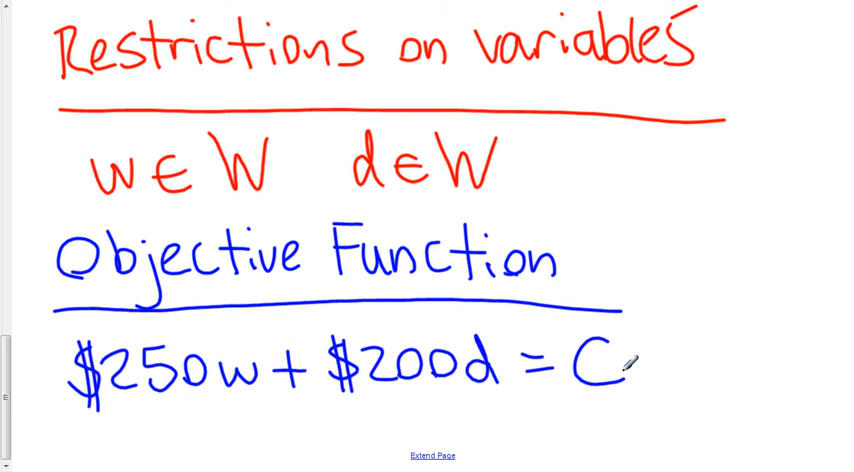 Restrictions on variables
w ∈ W d ∈ W
Objective Function
$250w + $200d = C
Extend Page